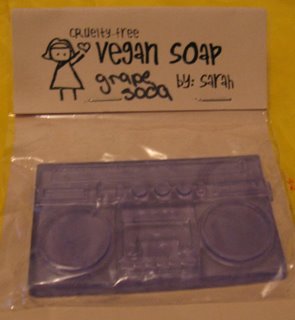 cruelty-free
vegan soap
grape by: sarah
soda